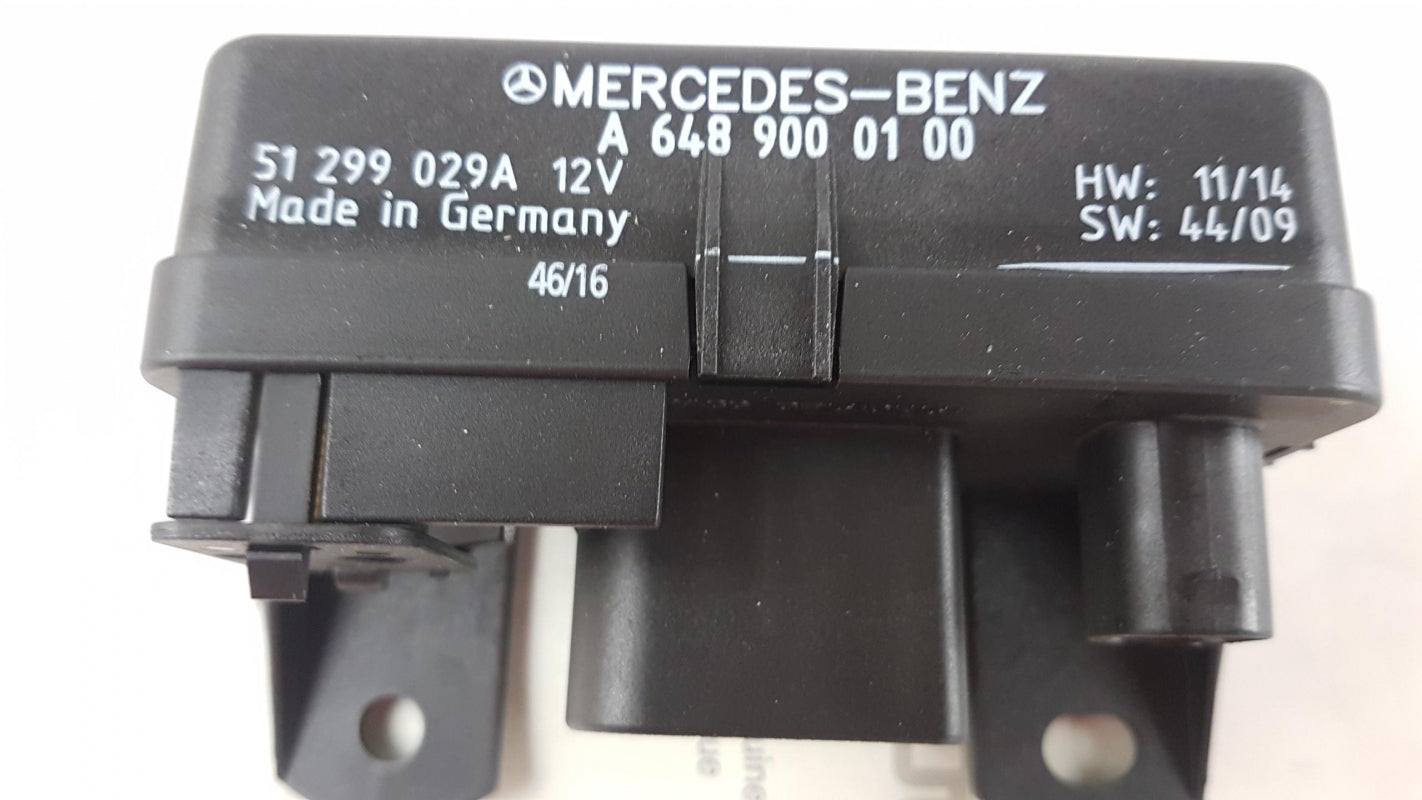 MERCEDES-BENZ
A 648 900 01 00
51 299 029A 12V
Made in Germany
HW: 11/14
SW: 44/09
46/16